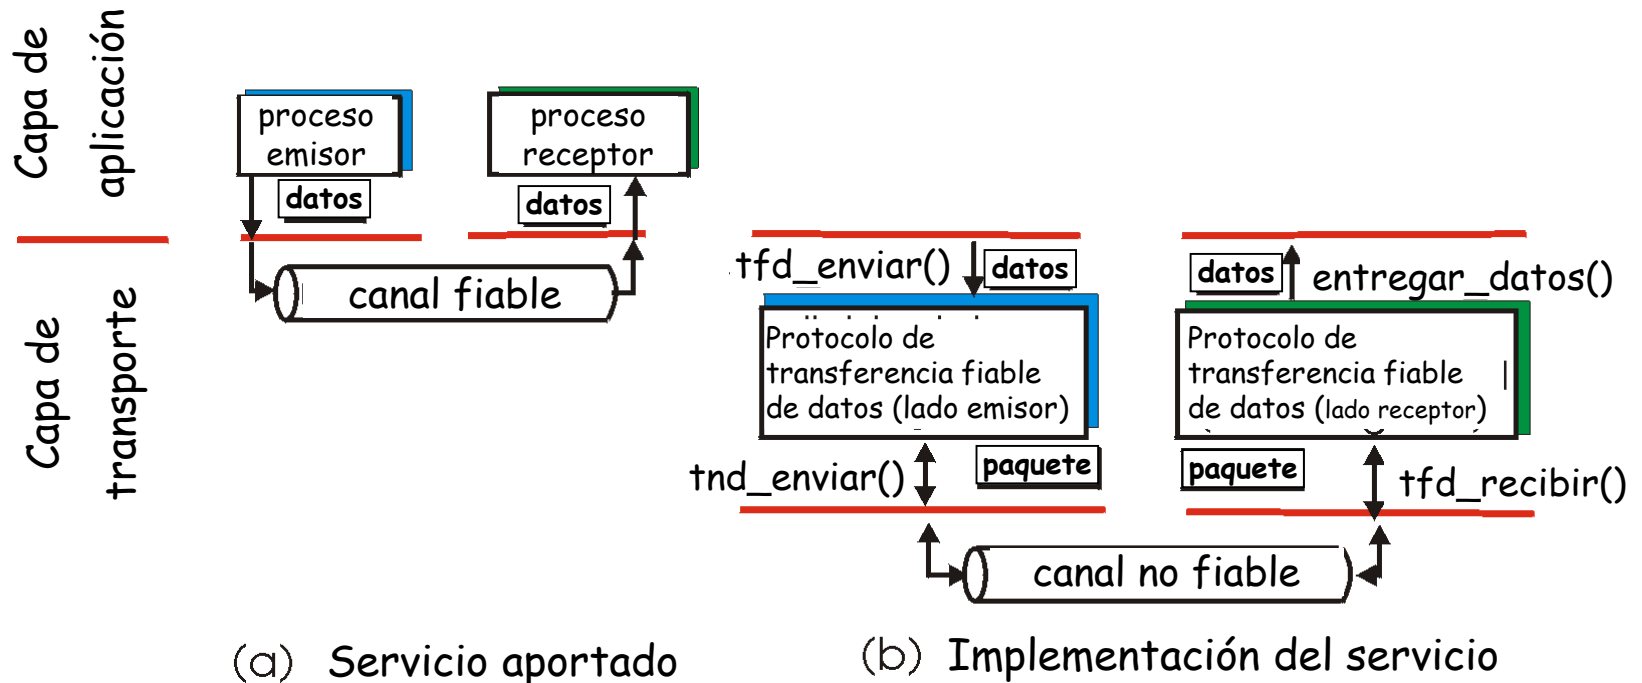 Capa de
aplicación
proceso
emisor
proceso
receptor
datos
datos
Capa de
transporte
canal fiable
tfd_enviar()
datos
datos
entregar_datos()
Protocolo de
transferencia fiable
de datos (lado emisor)
Protocolo de
transferencia fiable
de datos (lado receptor)
tnd_enviar()
paquete
paquete
tfd_recibir()
canal no fiable
(a) Servicio aportado
(b) Implementación del servicio